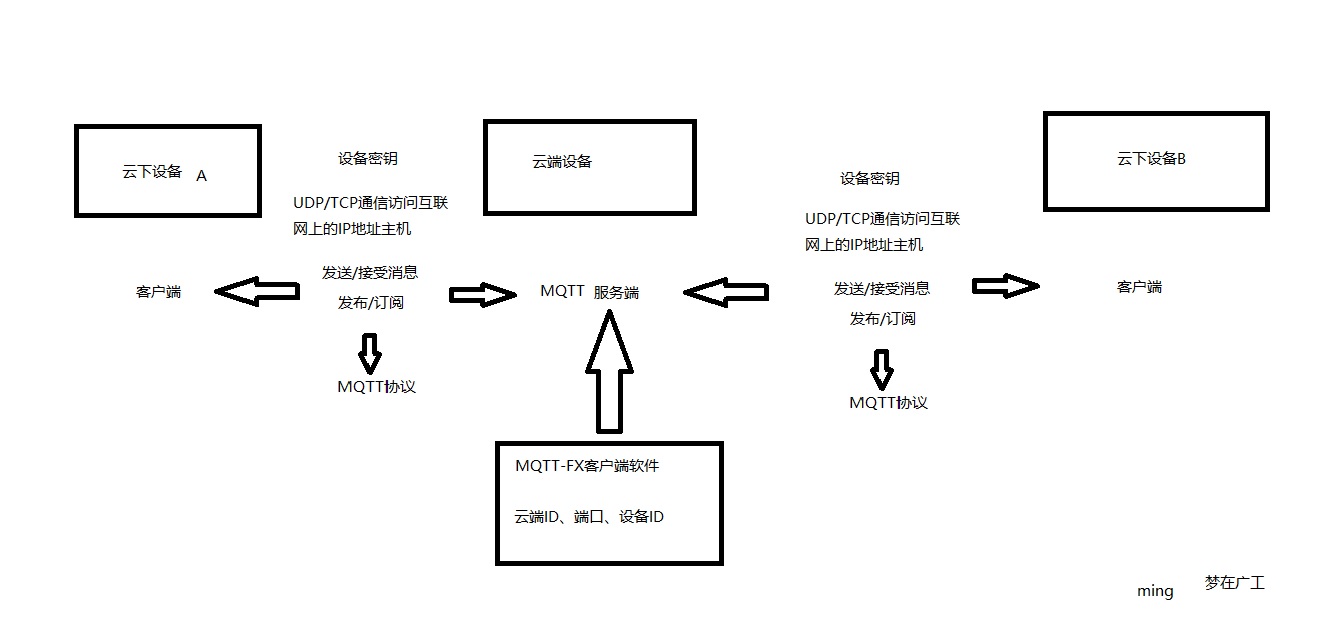 云下设备 A
客户端
设备密钥
UDP/TCP通信访问互联
网上的IP地址主机
发送/接受消息
发布/订阅
MQTT协议
云端设备
MQTT 服务端
MQTT-FX客户端软件
云端ID、端口、设备ID
设备密钥
UDP/TCP通信访问互联
网上的IP地址主机
发送/接受消息
发布/订阅
MQTT协议
云下设备B
客户端
ming 梦在广工